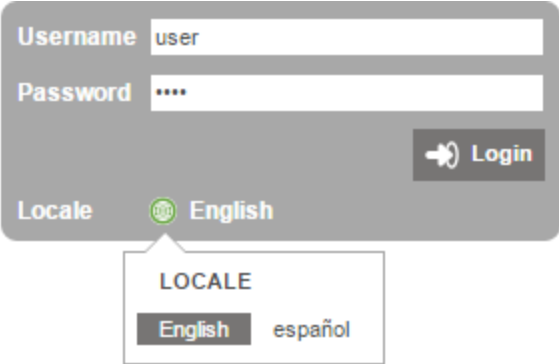 Username user
Password ••••
Login
Locale English
LOCALE
English español